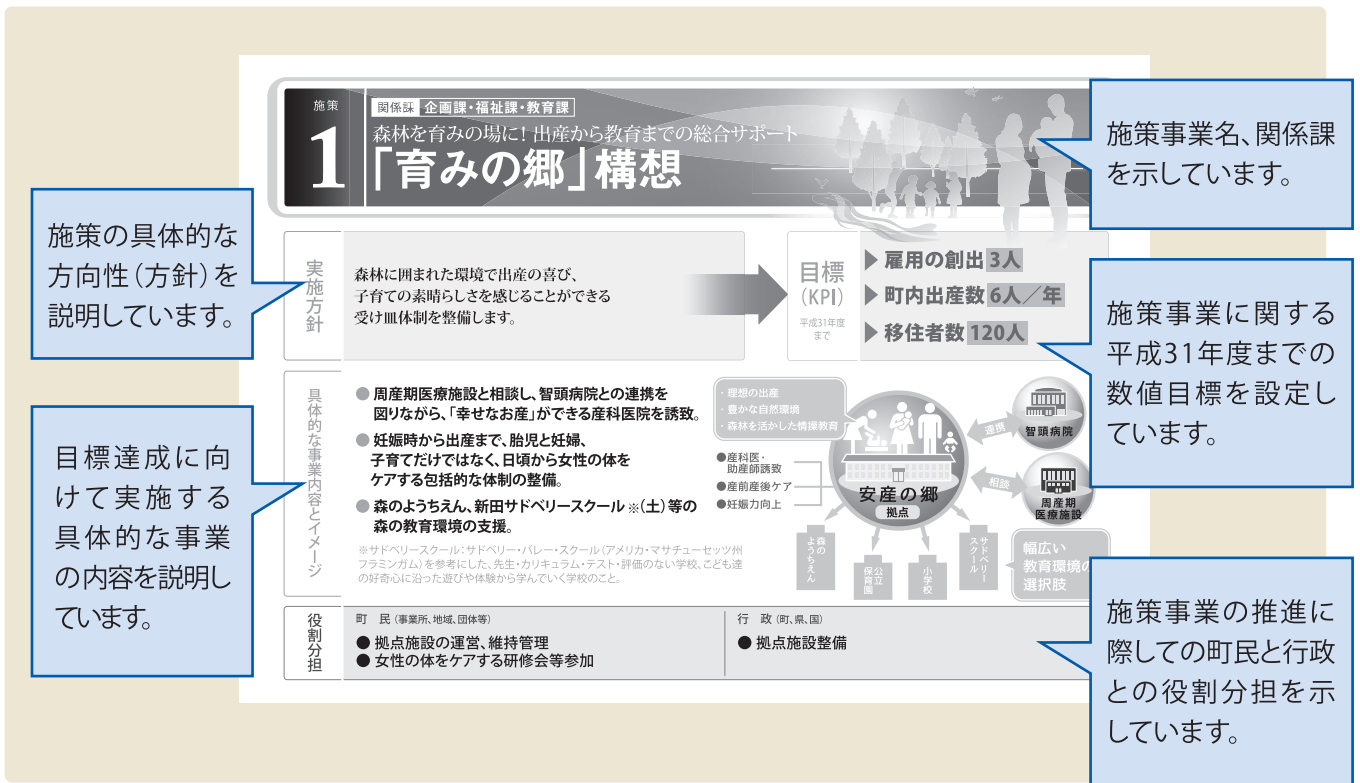 施策
1
関係課 企画課・福祉課・教育課
森林を育みの場に！出産から教育までの総合サポート
「育みの郷」構想
施策事業名、関係課
を示しています。
施策の具体的な
方向性(方針)を
説明しています。
実施方針
森林に囲まれた環境で出産の喜び、
子育ての素晴らしさを感じることができる
受け皿体制を整備します。
目標
(KPI)
平成31年度
まで
▶ 雇用の創出 3人
▶ 町内出産数 6人／年
▶ 移住者数 120人
施策事業に関する
平成31年度までの
数値目標を設定し
ています。
目標達成に向
けて実施する
具体的な事業
の内容を説明し
ています。
具体的な事業内容とイメージ
● 周産期医療施設と相談し、智頭病院との連携を
図りながら、「幸せなお産」ができる産科医院を誘致。
● 妊娠時から出産まで、胎児と妊婦、
子育てだけではなく、日頃から女性の体を
ケアする包括的な体制の整備。
● 森のようちえん、新田サドベリースクール※(土)等の
森の教育環境の支援。
※サドベリースクール：サドベリー・バレー・スクール(アメリカ・マサチューセッツ州
フラミンガム)を参考にした、先生・カリキュラム・テスト・評価のない学校、こども達
の好奇心に沿った遊びや体験から学んでいく学校のこと。
・理想の出産
・豊かな自然環境
・森林を活かした情操教育
●産科医・
助産師誘致
●産前産後ケア
●妊娠力向上
安産の郷
拠点
連携
智頭病院
相談
周産期
医療施設
森の
ようちえん
公立
保育園
小学校
サドベリー
スクール
幅広い
教育環境の
選択肢
役割分担
町　民(事業所、地域、団体等)
● 拠点施設の運営、維持管理
● 女性の体をケアする研修会等参加
行　政(町、県、国)
● 拠点施設整備
施策事業の推進に
際しての町民と行政
との役割分担を示
しています。